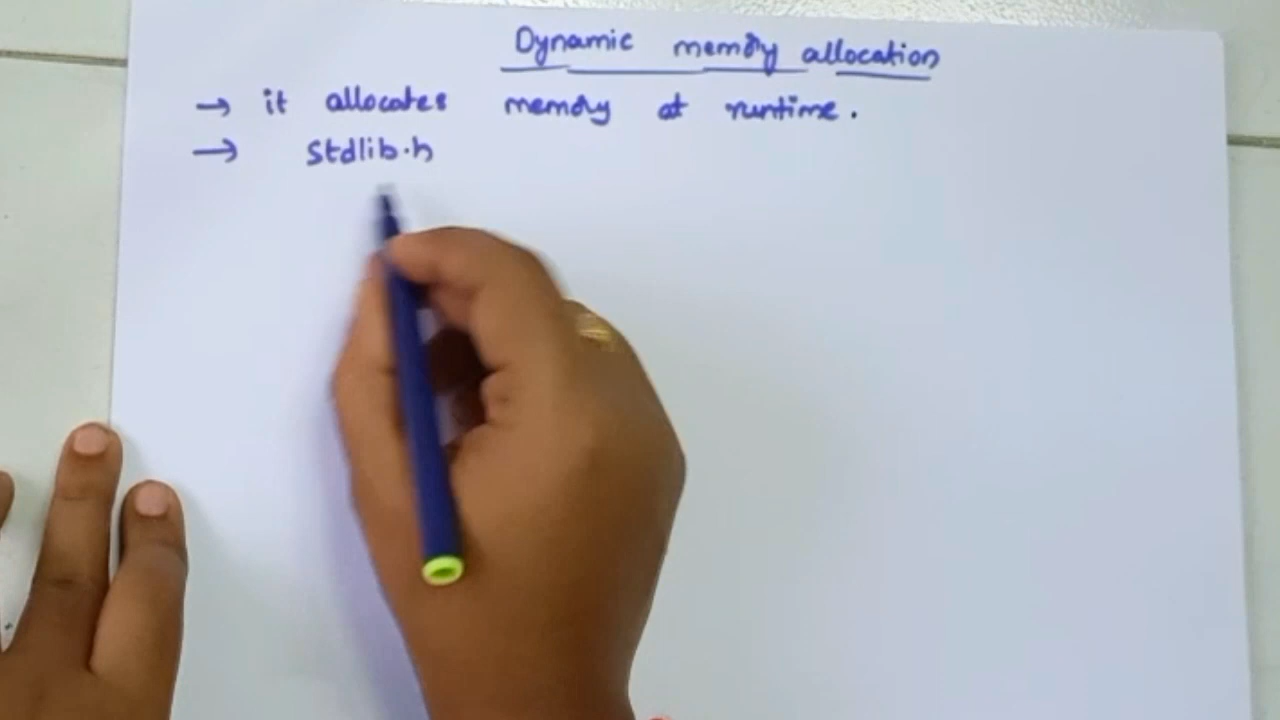 Dynamic memory allocation
→ it allocates memory at runtime.
→ stdlib.h